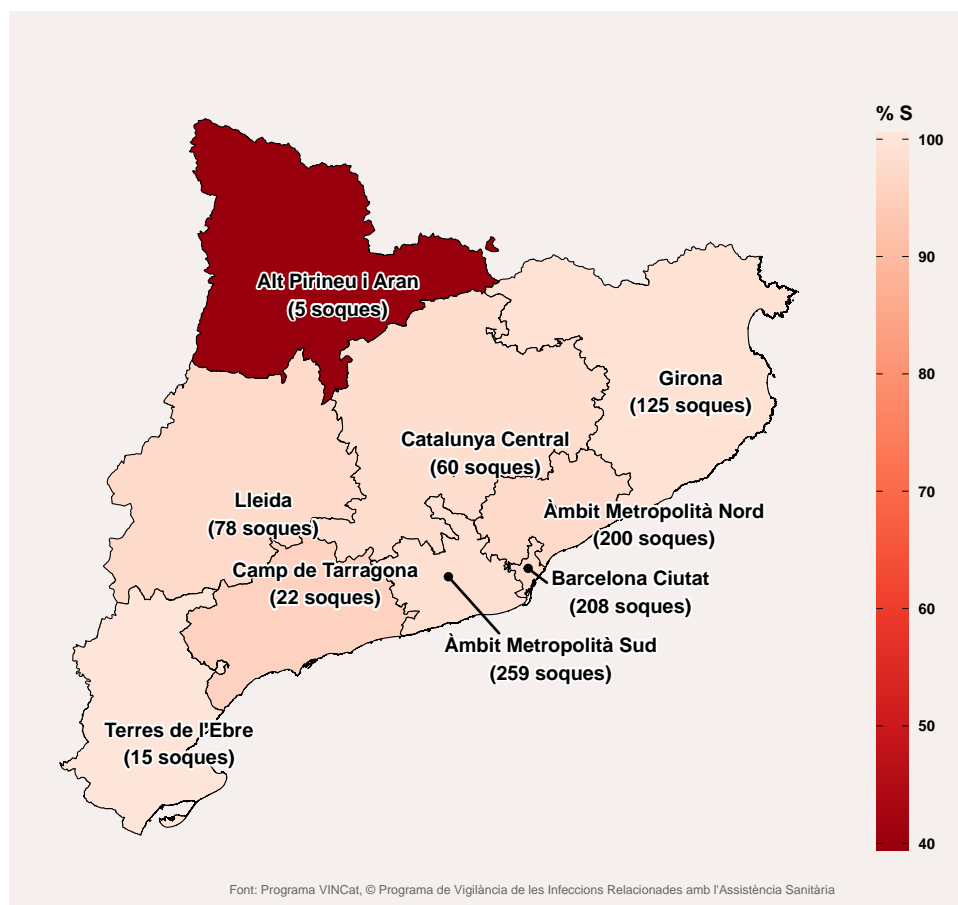 % S
100
90
80
70
60
50
40
Alt Pirineu i Aran
(5 soques)
Girona
(125 soques)
Catalunya Central
(60 soques)
Lleida
(78 soques)
Àmbit Metropolità Nord
(200 soques)
Camp de Tarragona
(22 soques)
Barcelona Ciutat
(208 soques)
Àmbit Metropolità Sud
(259 soques)
Terres de l'Ebre
(15 soques)
Font: Programa VINCat, © Programa de Vigilància de les Infeccions Relacionades amb l'Assistència Sanitària